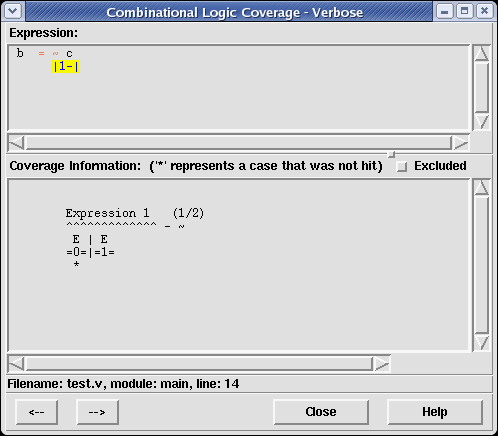 Combinational Logic Coverage - Verbose
Expression:
b = ~ c
|1-|
Coverage Information: ('*' represents a case that was not hit) Excluded
Expression 1 (1/2)
^^^^^^^^^^^^^ - ~
E | E
=0=|=1=
*
Filename: test.v, module: main, line: 14
<-- --> Close Help